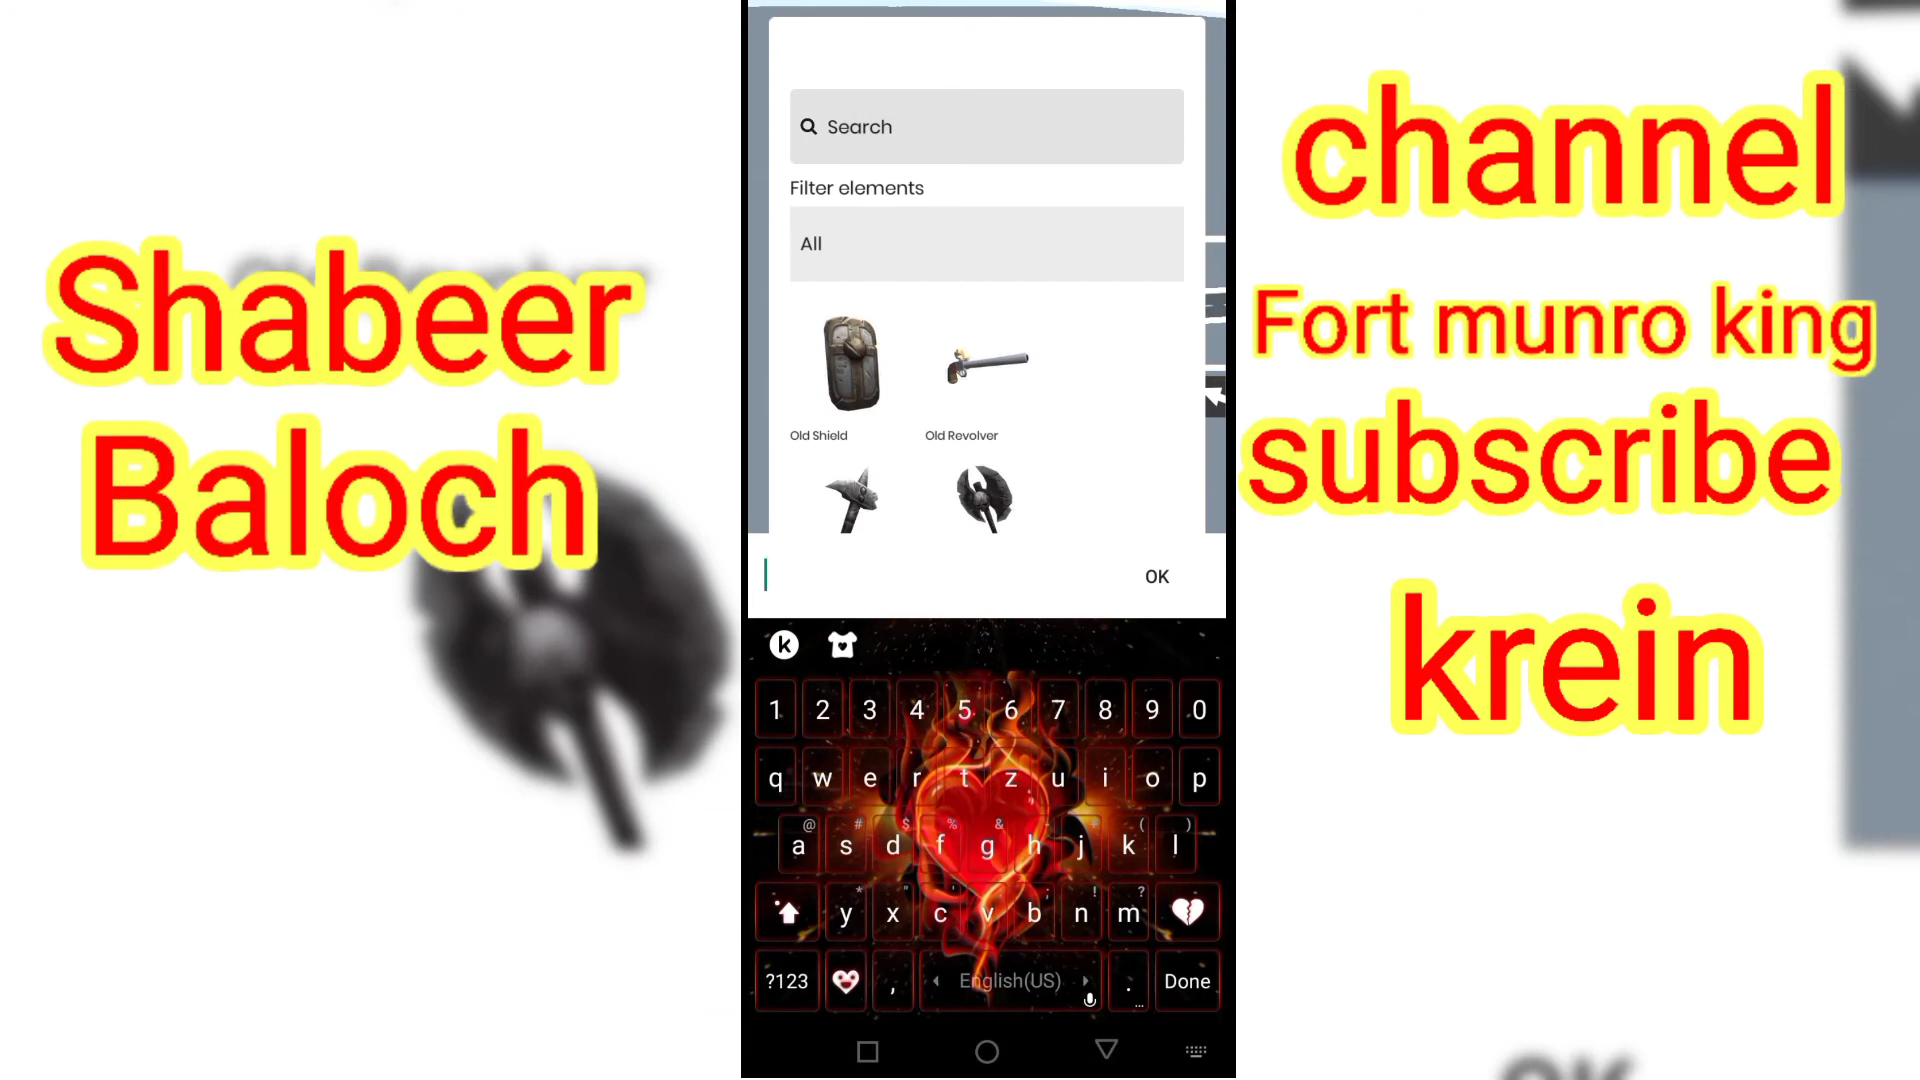 Shabeer
Baloch
Search
Filter elements
All
Old Shield
Old Revolver
OK
k
1 2 3 4 5 6 7 8 9 0
q w e r t z u i o p
@ # $ % & + ( )
a s d f g h j k l
* " ' ; ! ?
y x c v b n m
?123 , English(US) . Done
channel
Fort munro king
subscribe
krein
OK